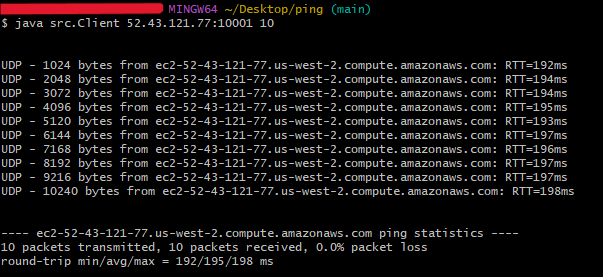 MINGW64 ~/Desktop/ping (main)
$ java src.Client 52.43.121.77:10001 10
UDP - 1024 bytes from ec2-52-43-121-77.us-west-2.compute.amazonaws.com: RTT=192ms
UDP - 2048 bytes from ec2-52-43-121-77.us-west-2.compute.amazonaws.com: RTT=194ms
UDP - 3072 bytes from ec2-52-43-121-77.us-west-2.compute.amazonaws.com: RTT=194ms
UDP - 4096 bytes from ec2-52-43-121-77.us-west-2.compute.amazonaws.com: RTT=195ms
UDP - 5120 bytes from ec2-52-43-121-77.us-west-2.compute.amazonaws.com: RTT=193ms
UDP - 6144 bytes from ec2-52-43-121-77.us-west-2.compute.amazonaws.com: RTT=197ms
UDP - 7168 bytes from ec2-52-43-121-77.us-west-2.compute.amazonaws.com: RTT=196ms
UDP - 8192 bytes from ec2-52-43-121-77.us-west-2.compute.amazonaws.com: RTT=197ms
UDP - 9216 bytes from ec2-52-43-121-77.us-west-2.compute.amazonaws.com: RTT=197ms
UDP - 10240 bytes from ec2-52-43-121-77.us-west-2.compute.amazonaws.com: RTT=198ms
---- ec2-52-43-121-77.us-west-2.compute.amazonaws.com ping statistics ----
10 packets transmitted, 10 packets received, 0.0% packet loss
round-trip min/avg/max = 192/195/198 ms